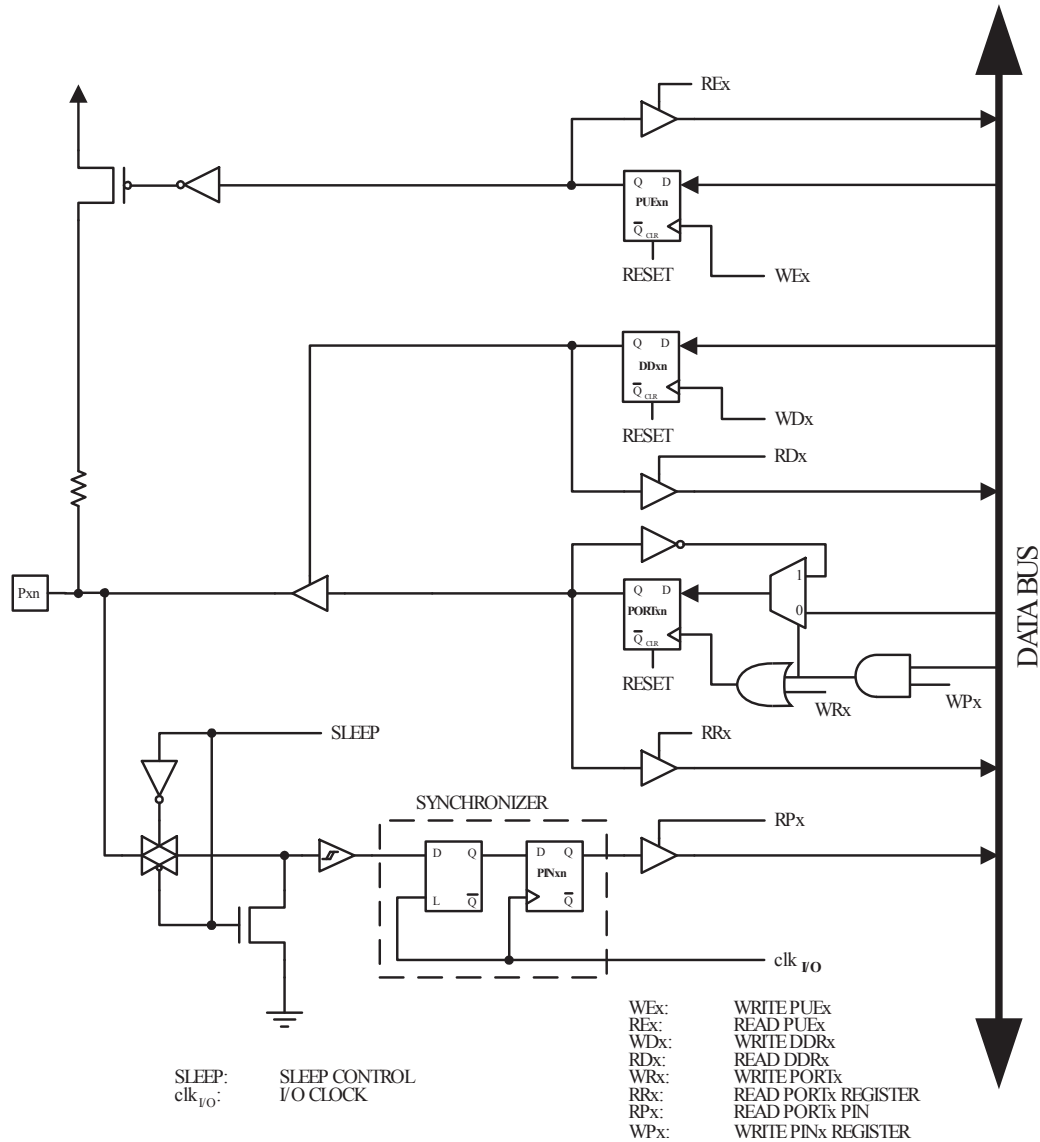 REx
Q D
PUExn
Q CLR
RESET
WEx
Q D
DDxn
Q CLR
RESET
WDx
RDx
DATA BUS
Pxn
1
0
Q D
PORTxn
Q CLR
RESET
WRx
WPx
SLEEP
RRx
SYNCHRONIZER
RPx
D Q
L Q
D Q
PINxn
Q
clk I/O
WEx: WRITE PUEx
REx: READ PUEx
WDx: WRITE DDRx
RDx: READ DDRx
WRx: WRITE PORTx
RRx: READ PORTx REGISTER
RPx: READ PORTx PIN
WPx: WRITE PINx REGISTER
SLEEP: SLEEP CONTROL
clkI/O: I/O CLOCK